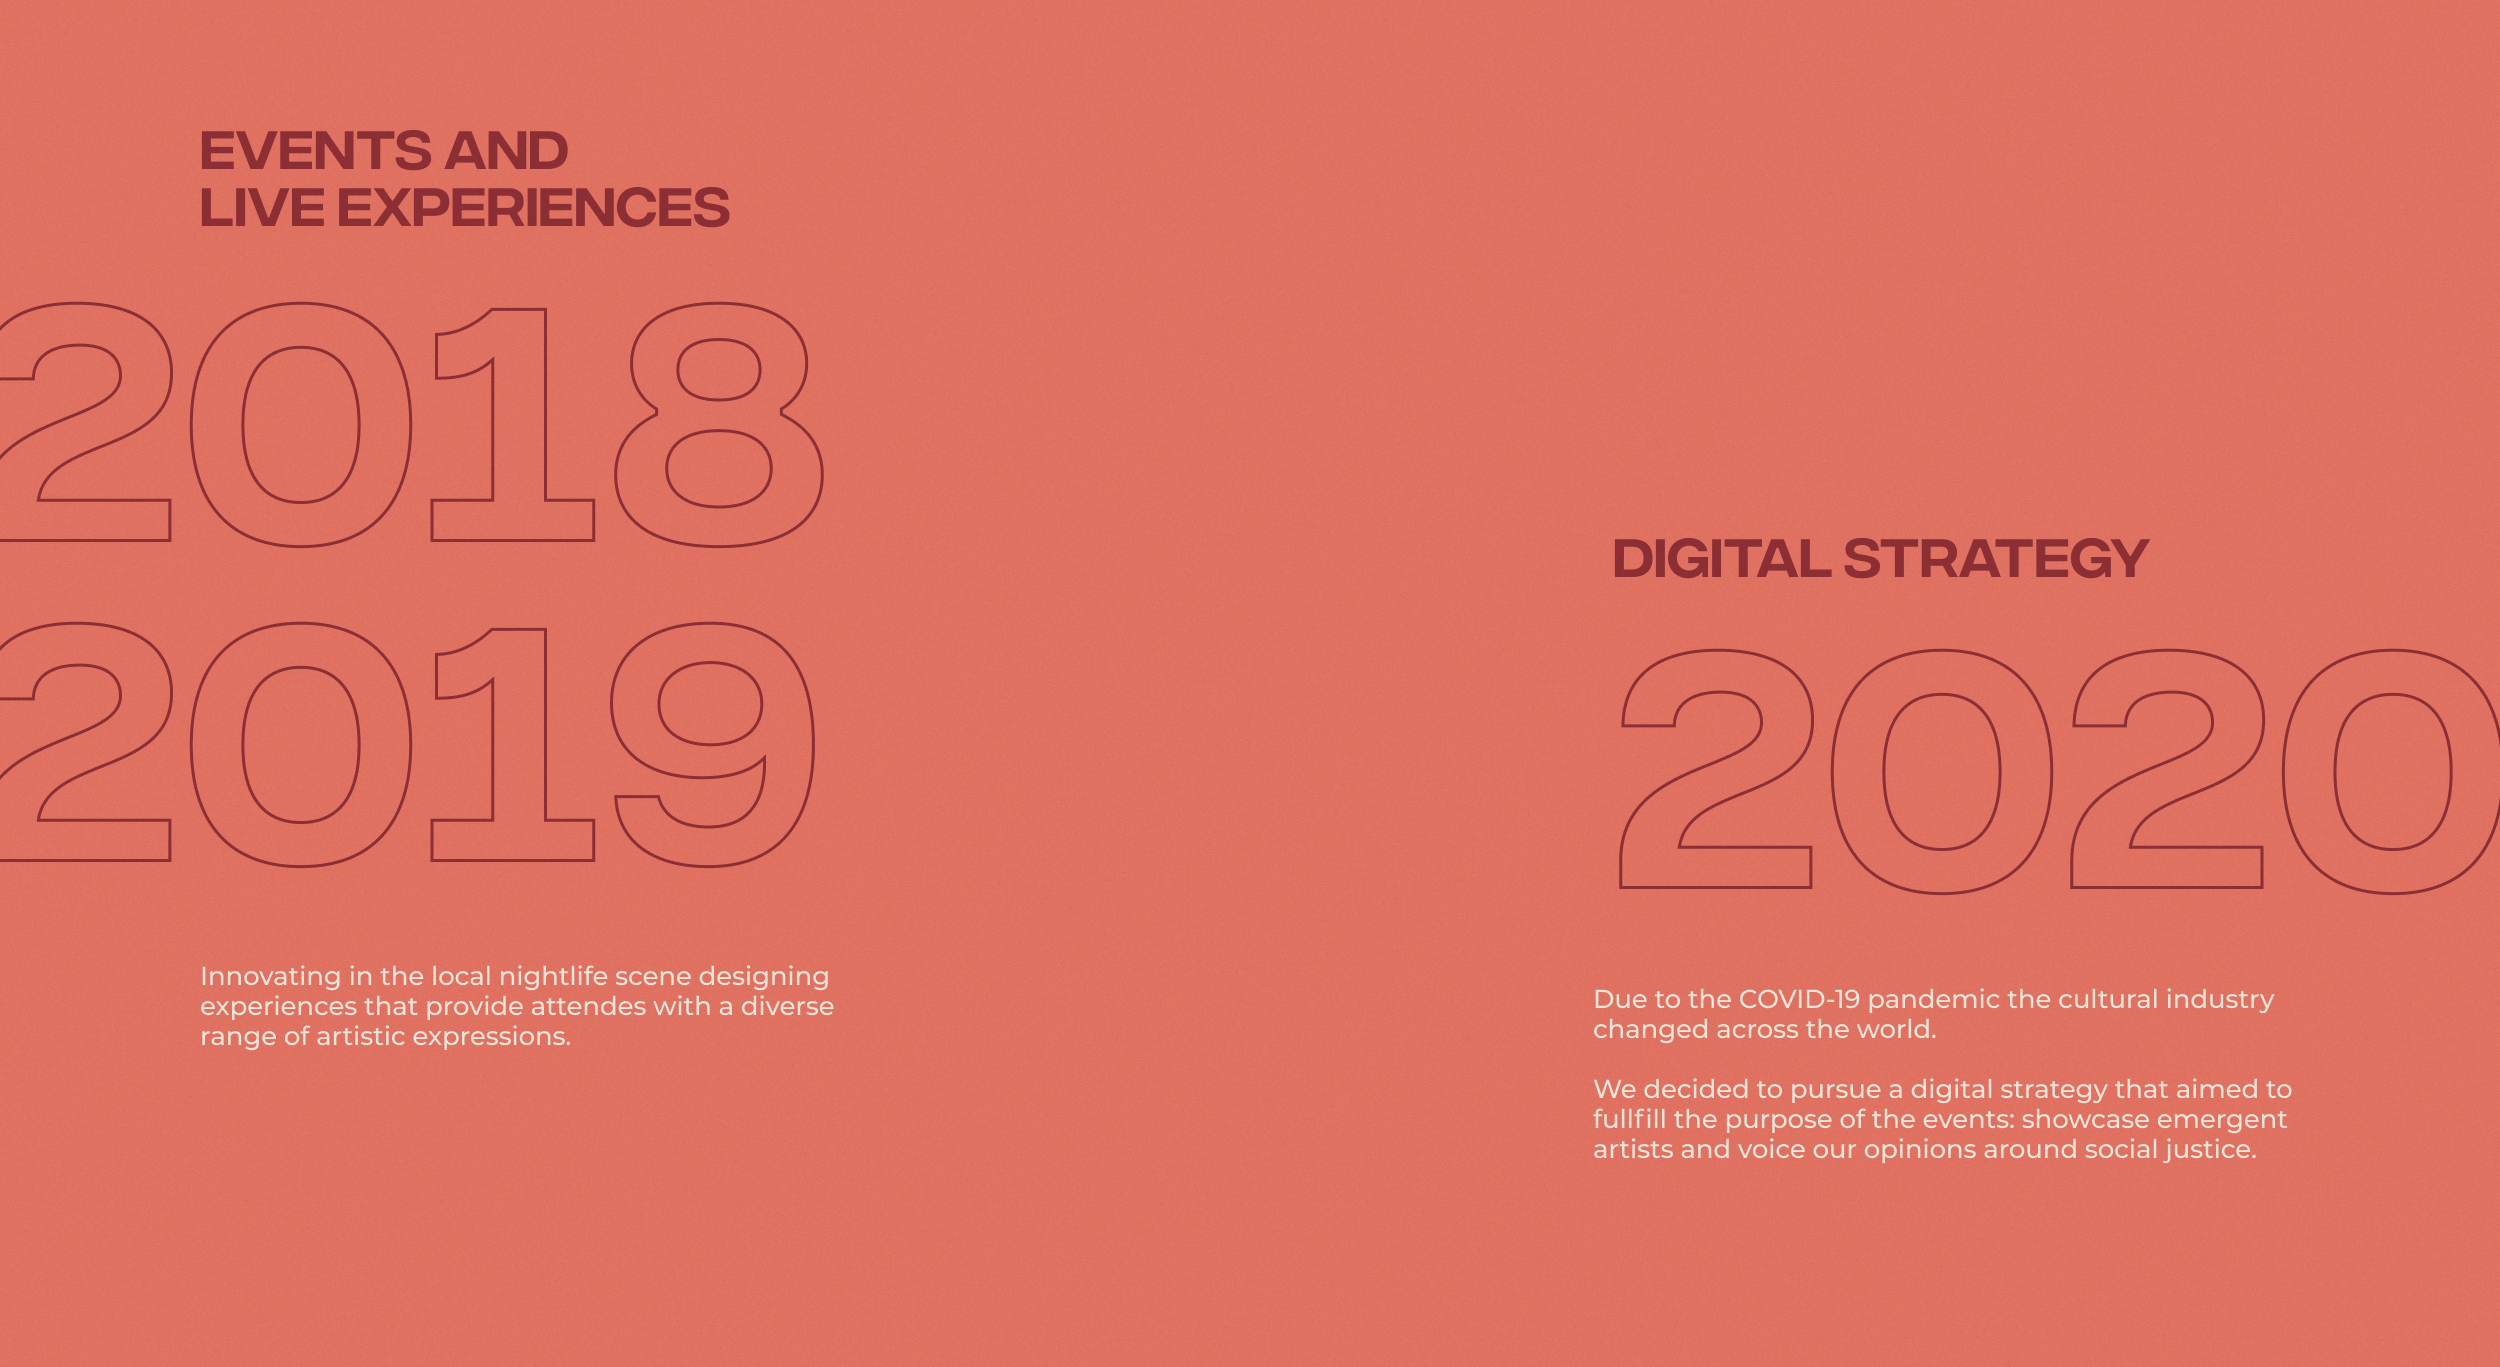 EVENTS AND
LIVE EXPERIENCES
2018
2019
Innovating in the local nightlife scene designing
experiences that provide attendes with a diverse
range of artistic expressions.
DIGITAL STRATEGY
2020
Due to the COVID-19 pandemic the cultural industry
changed across the world.
We decided to pursue a digital strategy that aimed to
fullfill the purpose of the events: showcase emergent
artists and voice our opinions around social justice.